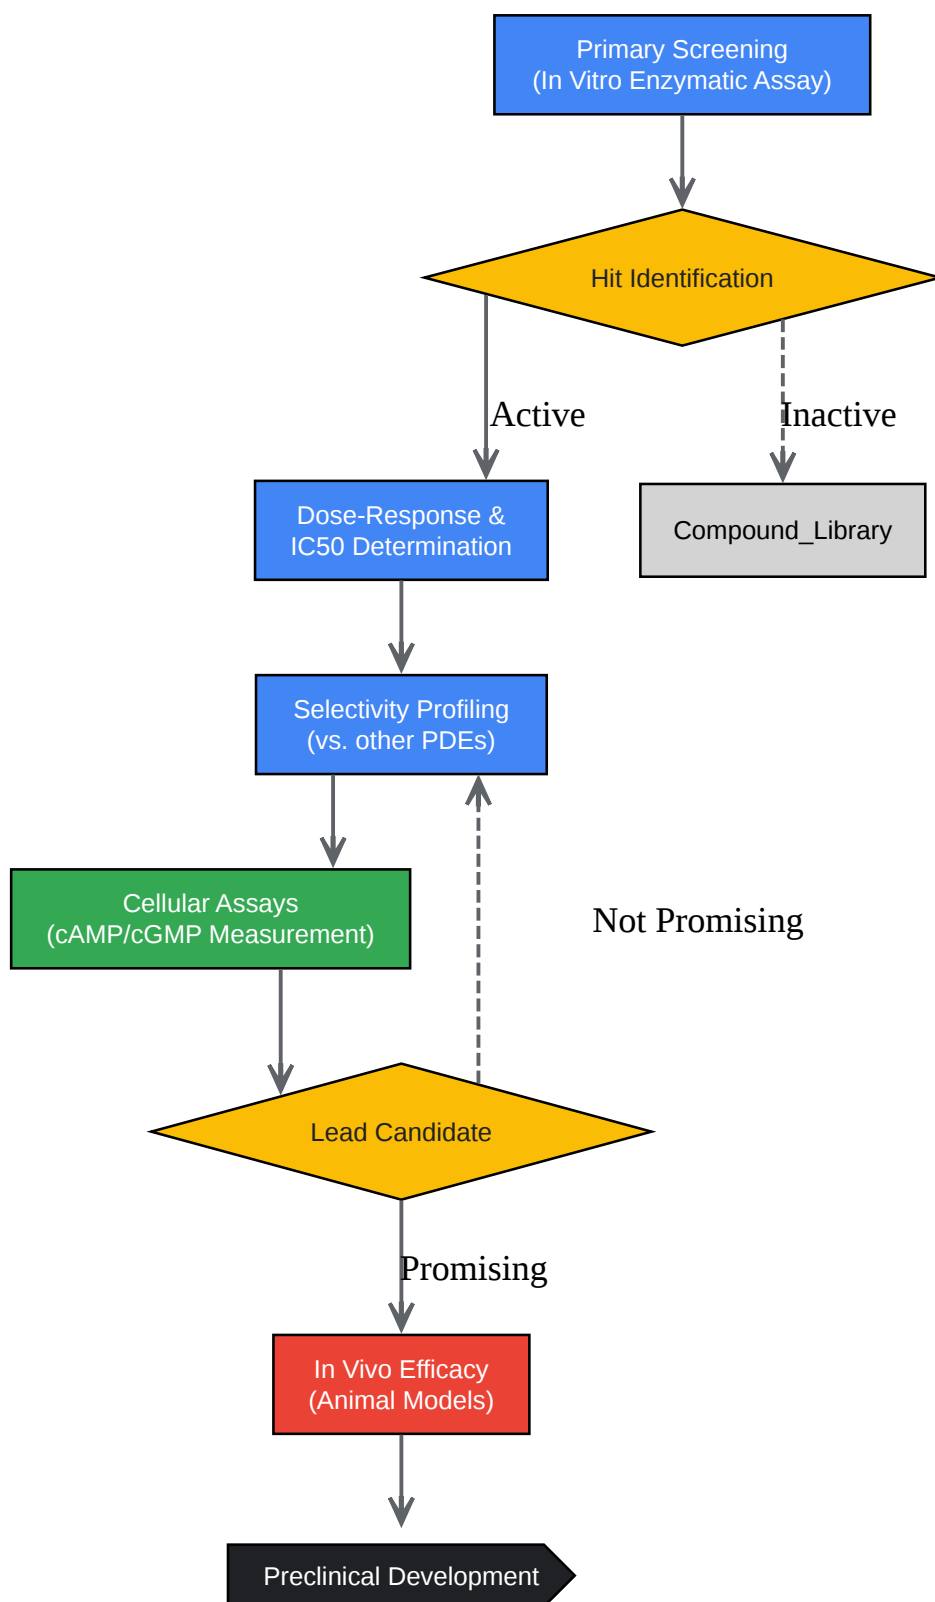 Primary Screening
(In Vitro Enzymatic Assay)
Hit Identification
Active
Inactive
Dose-Response &
IC50 Determination
Compound_Library
Selectivity Profiling
(vs. other PDEs)
Cellular Assays
(cAMP/cGMP Measurement)
Not Promising
Lead Candidate
Promising
In Vivo Efficacy
(Animal Models)
Preclinical Development